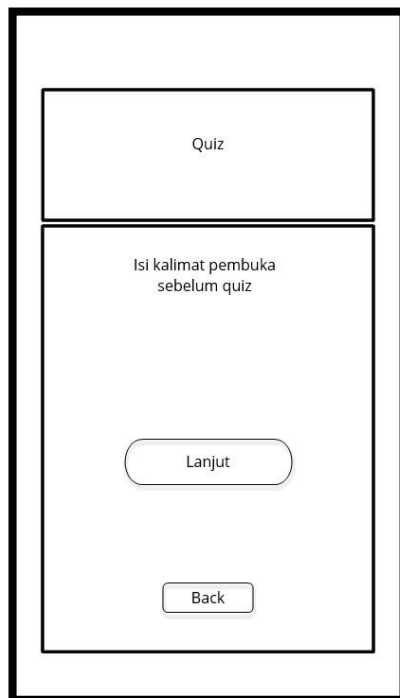 Quiz
Isi kalimat pembuka
sebelum quiz
Lanjut
Back